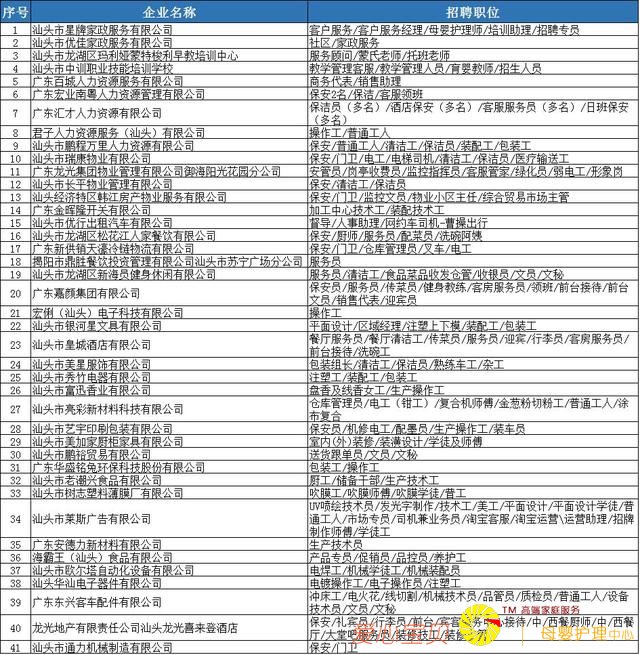 序号 企业名称 招聘职位
1 汕头市星牌家政服务有限公司 客户服务/客户服务经理/母婴护理师/培训助理/招聘专员
2 汕头市优佳家政服务有限公司 社区/家政服务
3 汕头市龙湖区玛利娅蒙特梭利早教培训中心 服务顾问/蒙氏老师/托班老师
4 汕头市中训职业技能培训学校 教学管理客服/教学管理人员/育婴教师/招生人员
5 广东百城人力资源服务有限公司 商务代表/销售助理
6 广东宏业南粤人力资源管理有限公司 保安2名/保洁/客服领班
7 广东汇才人力资源有限公司 保洁员（多名）/酒店保安（多名）/客服服务员（多名）/日班保安
（多名）
8 君子人力资源服务（汕头）有限公司 操作工/普通工人
9 汕头市鹏程万里人力资源有限公司 保安/普通工人/清洁工/保洁员/装配工/包装工
10 汕头市瑞康物业有限公司 保安/门卫/电工/电梯司机/清洁工/保洁员/医疗输送工
11 广东龙光集团物业管理有限公司御海阳光花园分公司 安管员/岗亭收费员/监控指挥员/客服管家/绿化员/弱电工/形象岗
12 汕头市长平物业管理有限公司 保安/清洁工/保洁员
13 汕头经济特区韩江房产物业服务有限公司 保安/门卫/监控文员/物业小区主任/综合贸易市场主管
14 广东金晖隆开关有限公司 加工中心技术工/装配技术工
15 汕头市优行出租汽车有限公司 督导/人事助理/网约车司机-曹操出行
16 汕头市龙湖区松花江人家餐饮有限公司 保安/厨师/服务员/配菜员/洗碗阿姨
17 广东新供销天濠冷链物流有限公司 保安/门卫/仓库管理员/叉车/电工
18 揭阳市鼎胜餐饮投资管理有限公司汕头市苏宁广场分公司 服务员
19 汕头市龙湖区新海员健身休闲有限公司 服务员/清洁工/食品菜品收发仓管/收银员/文员/文秘
20 广东嘉颜集团有限公司 保安员/服务员/传菜员/健身教练/客房服务员/领班/前台接待/前台
文员/销售代表/迎宾员
21 宏俐（汕头）电子科技有限公司 操作工
22 汕头市银河星文具有限公司 平面设计/区域经理/注塑上下模/装配工/包装工
23 汕头市皇城酒店有限公司 餐厅服务员/餐厅清洁工/传菜员/服务员/迎宾/行李员/客房服务员/
前台接待/洗碗工
24 汕头市美星服饰有限公司 包装组长/清洁工/保洁员/熟练车工/杂工
25 汕头市秀竹电器有限公司 注塑工/装配工/包装工
26 汕头市富迅香业有限公司 盘香及线香女工/生产操作工
27 汕头市亮彩新材料科技有限公司 仓库管理员/电工（钳工）/复合机师傅/金葱粉切粉工/普通工人/涂
布复合
28 汕头市艺宇印刷包装有限公司 保安员/机修电工/配墨员/生产操作工/装车员
29 汕头市美加家厨柜家具有限公司 室内(外)装修/装潢设计/学徒及师傅
30 汕头市鹏裕贸易有限公司 送货跟单员/文员/文秘
31 广东华盛铭兔环保科技股份有限公司 包装工/操作工
32 汕头市老潮兴食品有限公司 厨工/储备干部/生产技术工
33 汕头市树志塑料薄膜厂有限公司 吹膜工/吹膜师傅/吹膜学徒/普工
34 汕头市莱斯广告有限公司 UV喷绘技术员/发光字制作/技术工/美工/平面设计/平面设计学徒/普
通工人/市场专员/司机兼业务员/淘宝客服/淘宝运营\运营助理/招牌
制作师傅/学徒
35 广东安德力新材料有限公司 生产技术员
36 海霸王（汕头）食品有限公司 产品专员/促销员/品控员/养护工
37 汕头市欧尔塔自动化设备有限公司 电焊工/机械学徒工/机械装配员
38 汕头华汕电子器件有限公司 电镀操作工/电子操作员/注塑工
39 广东东兴客车配件有限公司 冲床工/电火花/线切割/机械技术员/品管员/质检员/普通工人/设备
技术员/文员/文秘
TM 高端家庭服务
40 龙光地产有限责任公司汕头龙光喜来登酒店 保安/礼宾员/行李员/前台/宾客服务中心接待/中/西餐厨师/中/西餐
厅/大堂吧服务员/装修技工/装修
爱心宝贝 母婴护理中心
41 汕头市通力机械制造有限公司 保安/门卫